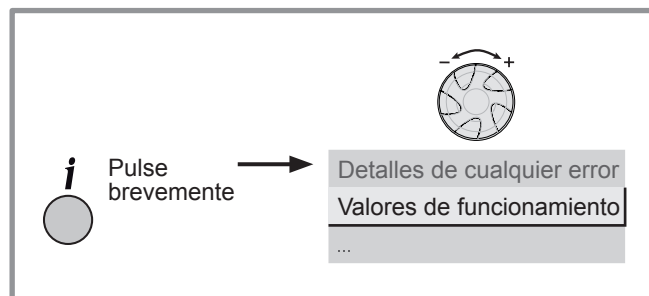 - +
i Pulse
brevemente
Detalles de cualquier error
Valores de funcionamiento
...